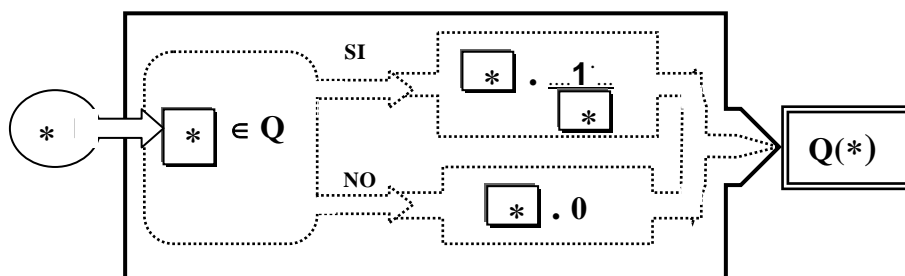 SI
* . 1
*
* * ∈ Q
Q(*)
NO
* . 0